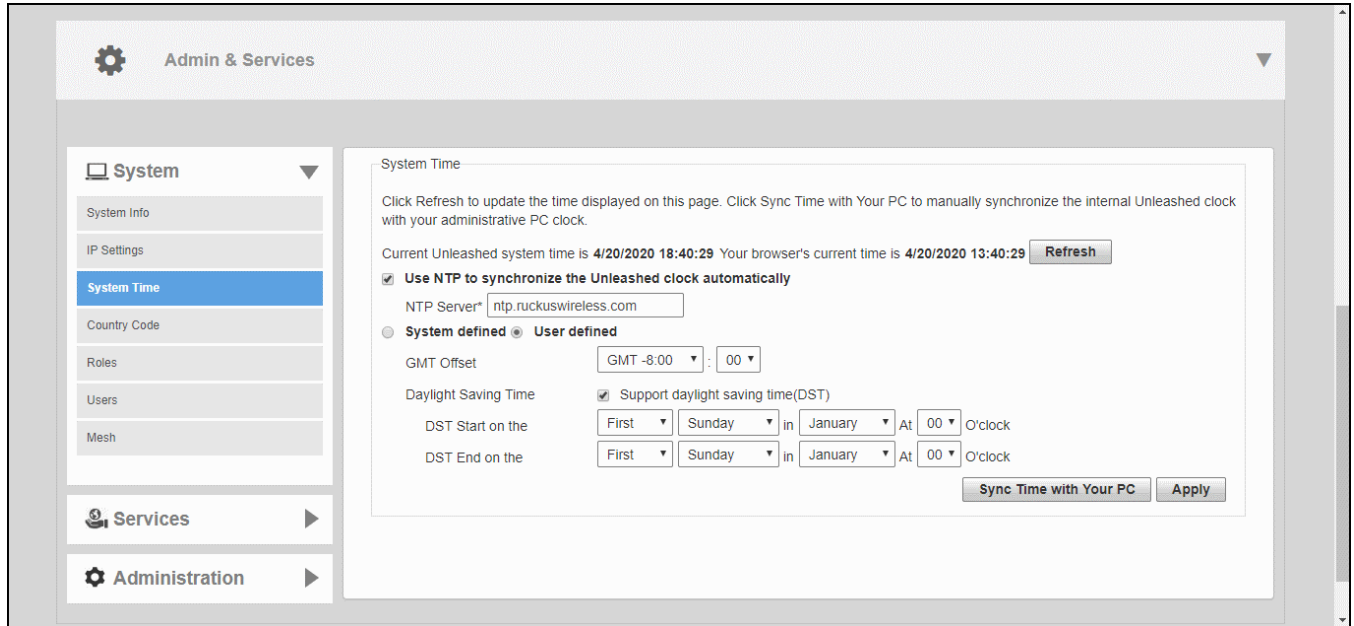 Admin & Services
System
System Info
IP Settings
System Time
Country Code
Roles
Users
Mesh
Services
Administration
System Time
Click Refresh to update the time displayed on this page. Click Sync Time with Your PC to manually synchronize the internal Unleashed clock
with your administrative PC clock.
Current Unleashed system time is 4/20/2020 18:40:29 Your browser's current time is 4/20/2020 13:40:29 Refresh
Use NTP to synchronize the Unleashed clock automatically
NTP Server* ntp.ruckuswireless.com
System defined User defined
GMT Offset GMT -8:00 : 00
Daylight Saving Time Support daylight saving time(DST)
DST Start on the First Sunday in January At 00 O'clock
DST End on the First Sunday in January At 00 O'clock
Sync Time with Your PC Apply